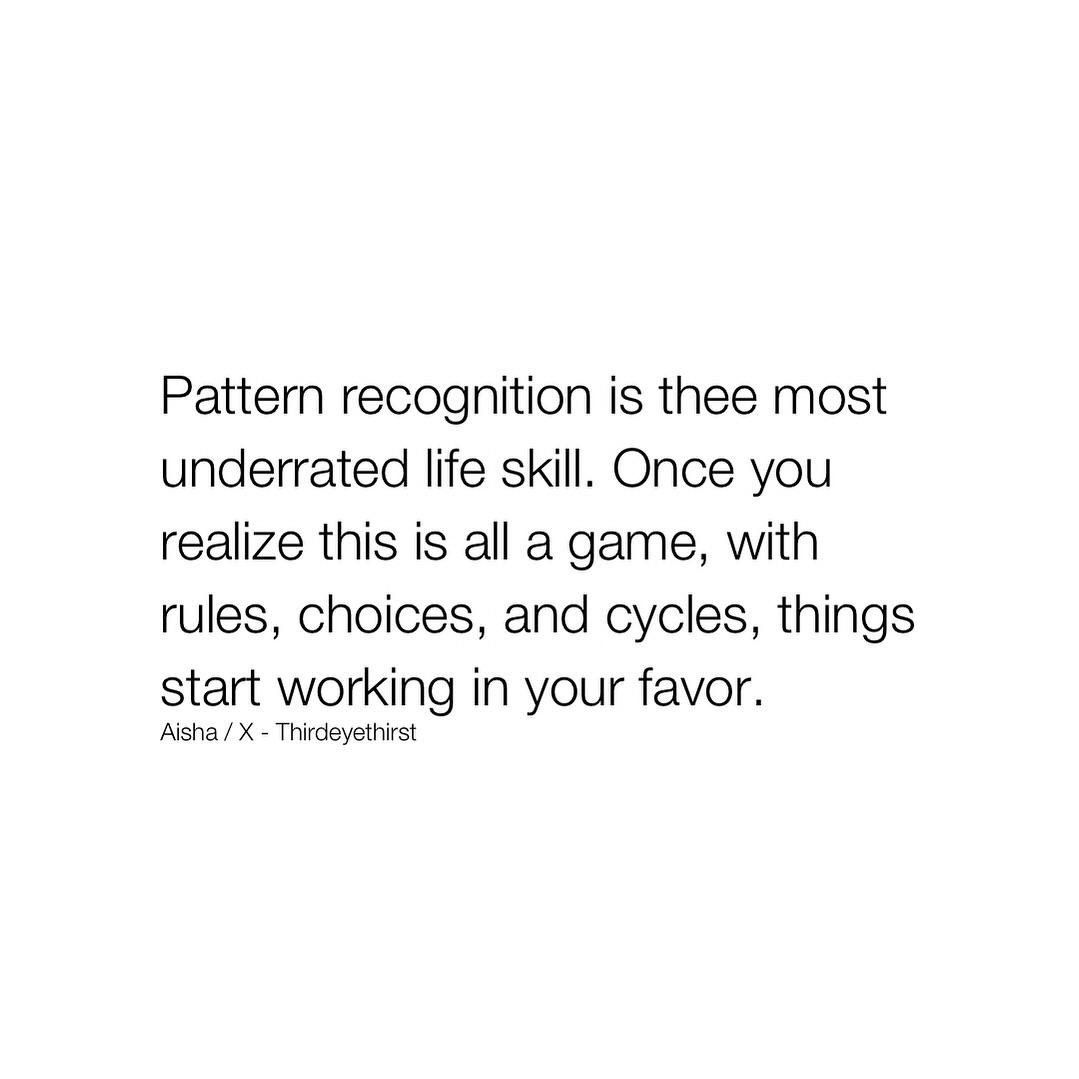 Pattern recognition is thee most
underrated life skill. Once you
realize this is all a game, with
rules, choices, and cycles, things
start working in your favor.
Aisha / X - Thirdeyethirst